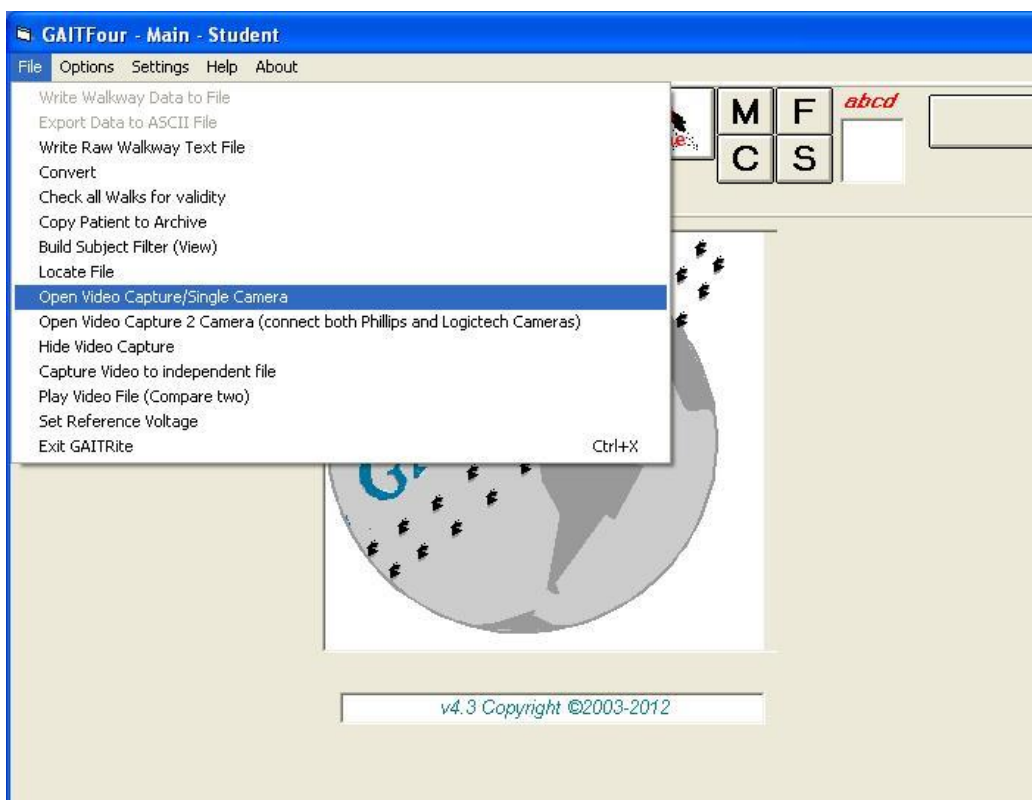 GAITFour - Main - Student
File Options Settings Help About
Write Walkway Data to File
Export Data to ASCII File
Write Raw Walkway Text File
Convert
Check all Walks for validity
Copy Patient to Archive
Build Subject Filter (View)
Locate File
Open Video Capture/Single Camera
Open Video Capture 2 Camera (connect both Phillips and Logictech Cameras)
Hide Video Capture
Capture Video to independent file
Play Video File (Compare two)
Set Reference Voltage
Exit GAITRite Ctrl+X
M F abcd
C S
v4.3 Copyright ©2003-2012